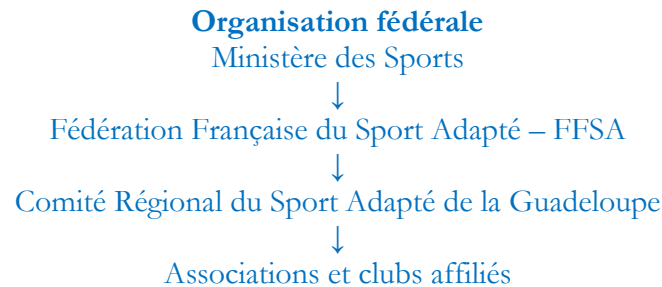 Organisation fédérale
Ministère des Sports
↓
Fédération Française du Sport Adapté – FFSA
↓
Comité Régional du Sport Adapté de la Guadeloupe
↓
Associations et clubs affiliés